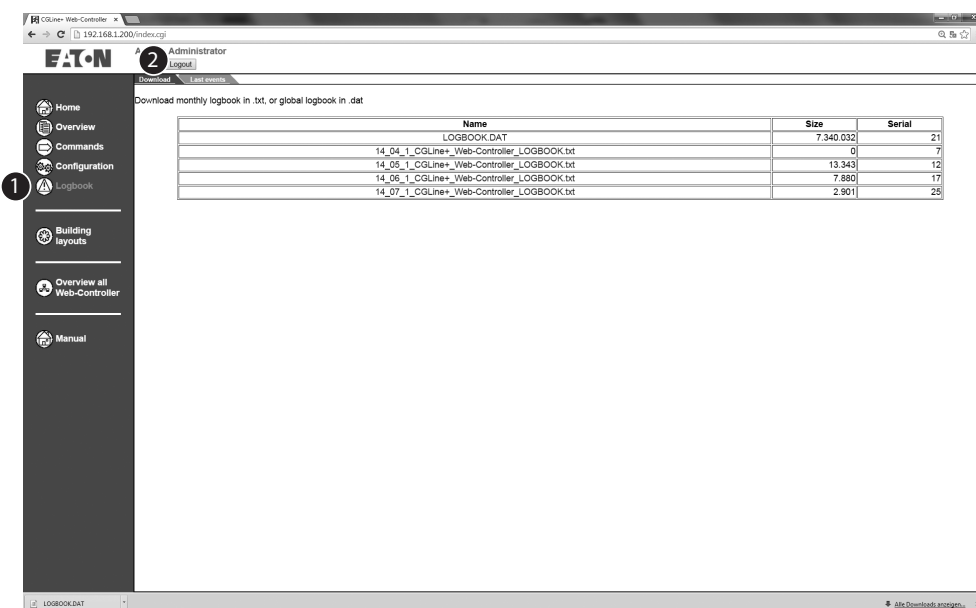 CGLine+ Web-Controller
192.168.1.200/index.cgi
EATON
Administrator
2
Logout
Download
Last events
Download monthly logbook in .txt, or global logbook in .dat
Home
Overview
Commands
Configuration
1
Logbook
Building
layouts
Overview all
Web-Controller
Manual
Name Size Serial
LOGBOOK.DAT 7.340.032 21
14_04_1_CGLine+_Web-Controller_LOGBOOK.txt 0 7
14_05_1_CGLine+_Web-Controller_LOGBOOK.txt 13.343 12
14_06_1_CGLine+_Web-Controller_LOGBOOK.txt 7.880 17
14_07_1_CGLine+_Web-Controller_LOGBOOK.txt 2.901 25
LOGBOOK.DAT
Alle Downloads anzeigen...